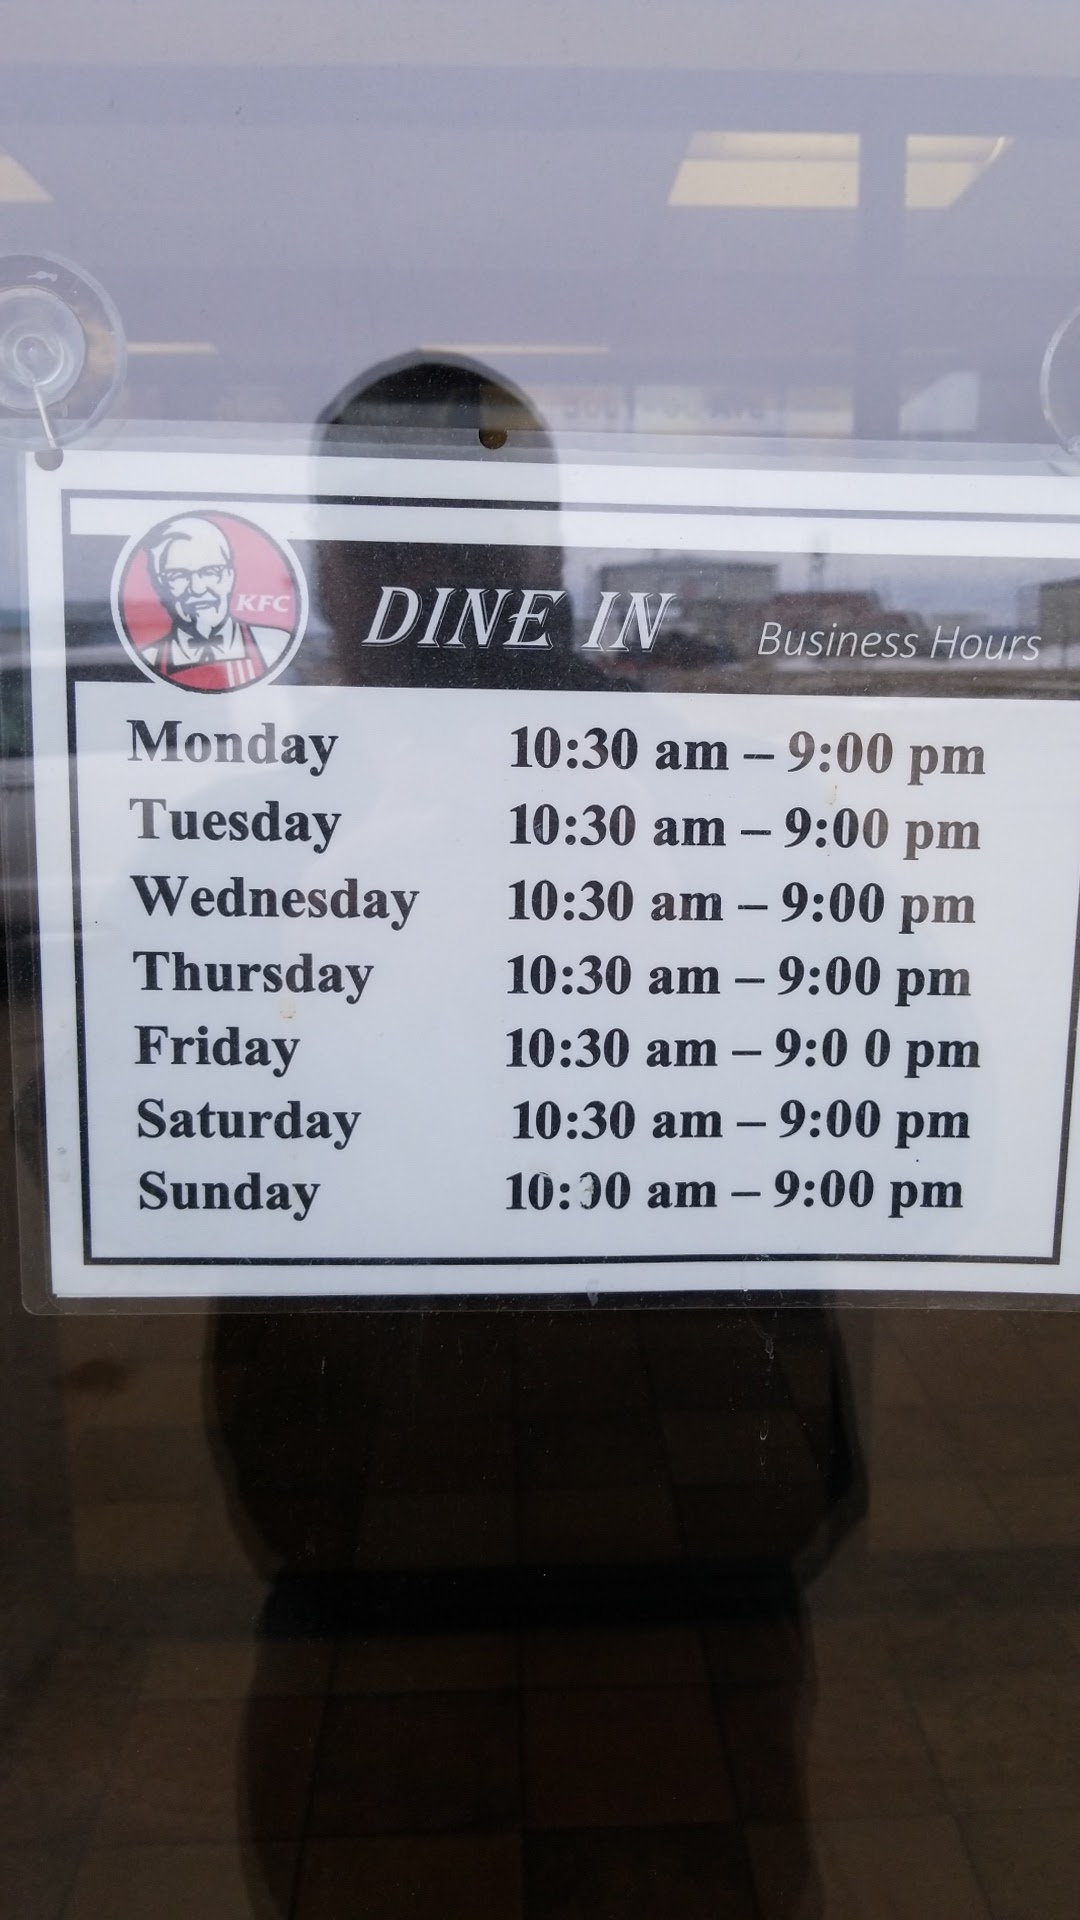 KFC
DINE IN Business Hours
Monday 10:30 am – 9:00 pm
Tuesday 10:30 am – 9:00 pm
Wednesday 10:30 am – 9:00 pm
Thursday 10:30 am – 9:00 pm
Friday 10:30 am – 9:0 0 pm
Saturday 10:30 am – 9:00 pm
Sunday am – 9:00 pm